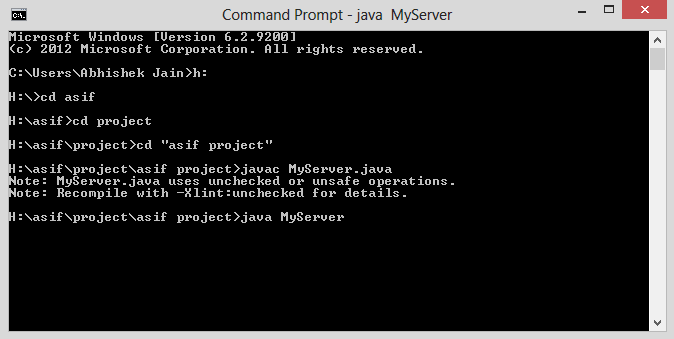 Command Prompt - java  MyServer
Microsoft Windows [Version 6.2.9200]
(c) 2012 Microsoft Corporation. All rights reserved.
C:\Users\Abhishek Jain>h:
H:\>cd asif
H:\asif>cd project
H:\asif\project>cd "asif project"
H:\asif\project\asif project>javac MyServer.java
Note: MyServer.java uses unchecked or unsafe operations.
Note: Recompile with -Xlint:unchecked for details.
H:\asif\project\asif project>java MyServer